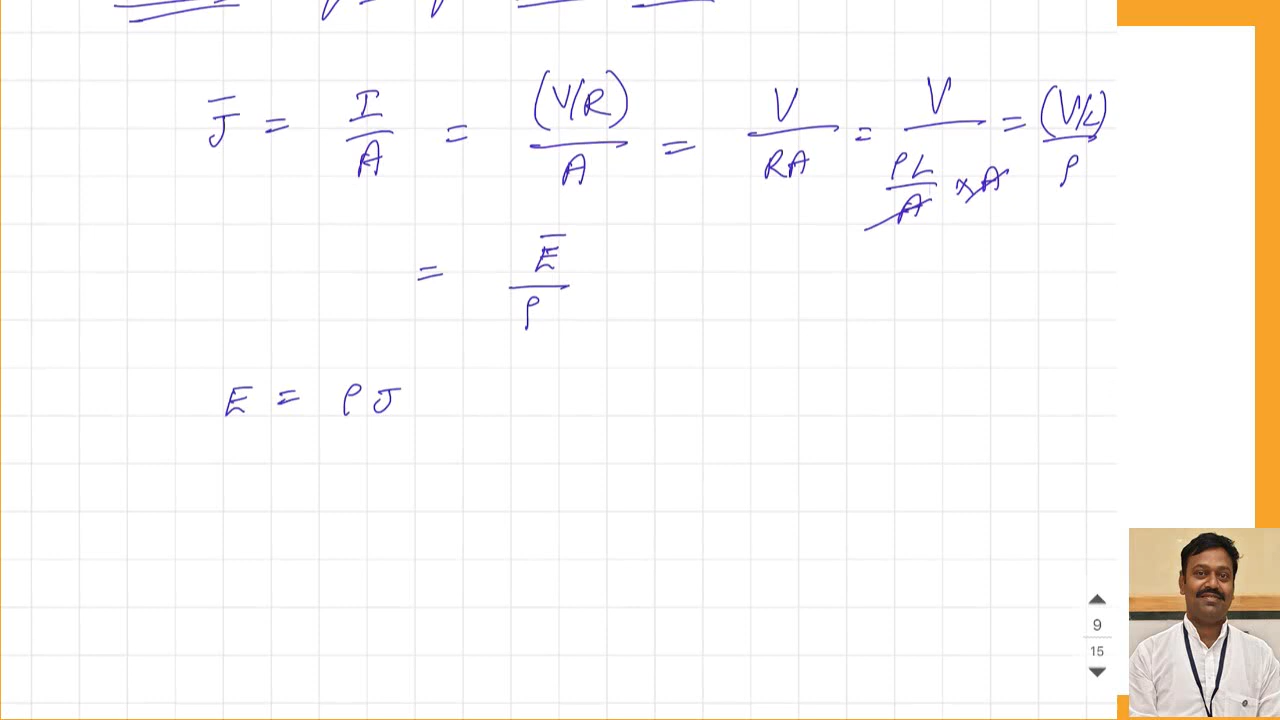 J̅ = I/A = (V/R)/A = V/RA = V/(ρL/A × A) = (V/L)/ρ
= E̅/ρ
E = ρJ
9
15